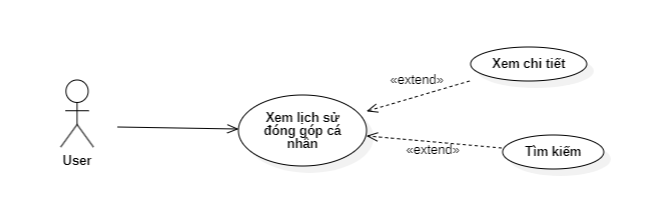 Xem chi tiết
«extend»
Xem lịch sử
đóng góp cá
nhân
«extend»
Tìm kiếm
User